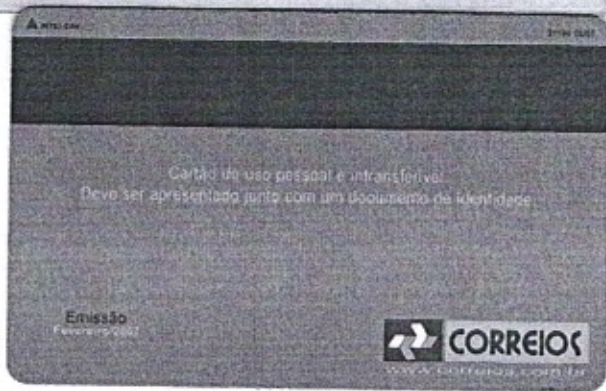 Cartão de uso pessoal e intransferível
Deve ser apresentado junto com um documento de identidade
Emissão
CORREIOS
www.correios.com.br